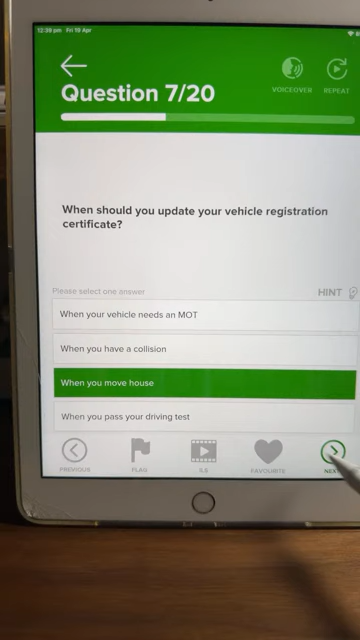 12:39 pm Fri 19 Apr
Question 7/20
VOICEOVER
REPEAT
When should you update your vehicle registration
certificate?
Please select one answer
HINT
When your vehicle needs an MOT
When you have a collision
When you move house
When you pass your driving test
PREVIOUS
FLAG
FAVOURITE